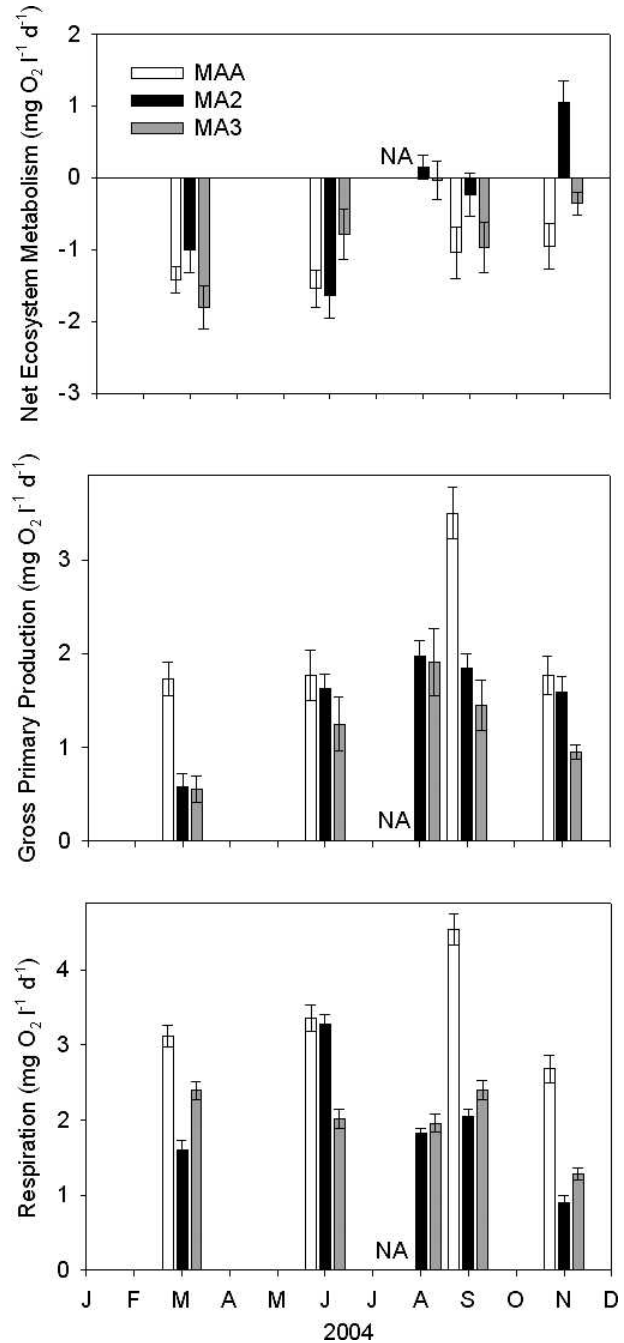 Net Ecosystem Metabolism (mg O₂ l⁻¹ d⁻¹)
2
1
0
-1
-2
-3
MAA
MA2
MA3
NA
Gross Primary Production (mg O₂ l⁻¹ d⁻¹)
3
2
1
0
NA
Respiration (mg O₂ l⁻¹ d⁻¹)
4
3
2
1
0
NA
J F M A M J J A S O N D
2004